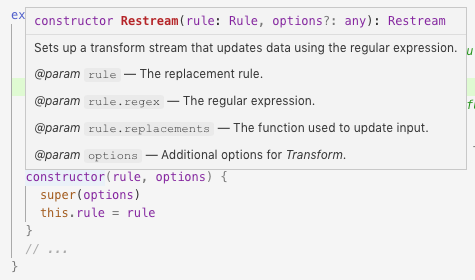 ex
constructor Restream(rule: Rule, options?: any): Restream
Sets up a transform stream that updates data using the regular expression.
@param rule — The replacement rule.
@param rule.regex — The regular expression.
@param rule.replacements — The function used to update input.
@param options — Additional options for Transform.
constructor(rule, options) {
super(options)
this.rule = rule
}
// ...
}